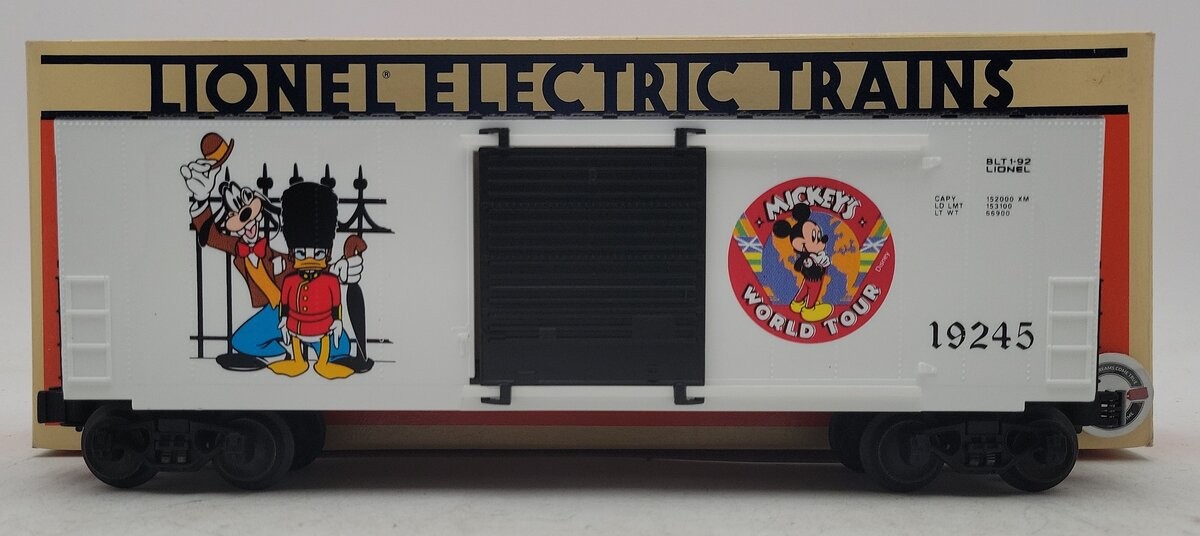 LIONEL® ELECTRIC TRAINS
MICKEY'S
WORLD TOUR
Disney
BLT 1-92
LIONEL
CAPY 152000 XM
LD LMT 153100
LT WT 66900
19245